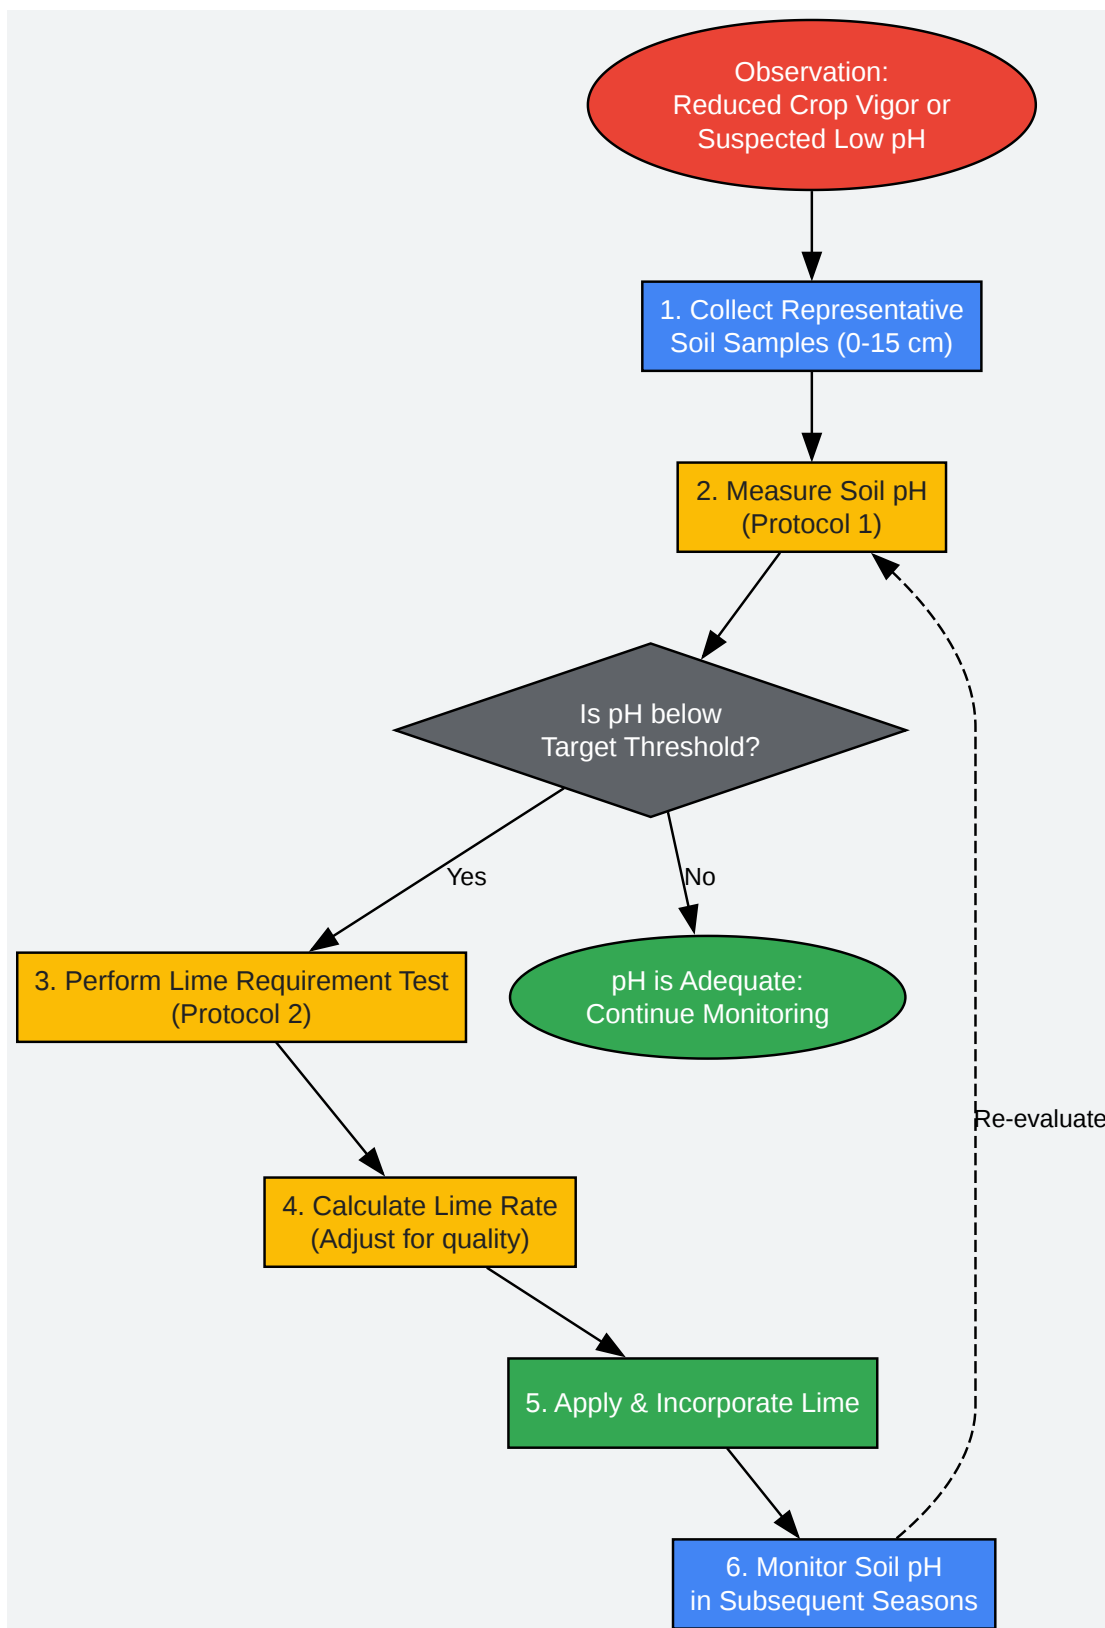 Observation:
Reduced Crop Vigor or
Suspected Low pH
1. Collect Representative
Soil Samples (0-15 cm)
2. Measure Soil pH
(Protocol 1)
Is pH below
Target Threshold?
Yes
No
3. Perform Lime Requirement Test
(Protocol 2)
pH is Adequate:
Continue Monitoring
Re-evaluate
4. Calculate Lime Rate
(Adjust for quality)
5. Apply & Incorporate Lime
6. Monitor Soil pH
in Subsequent Seasons